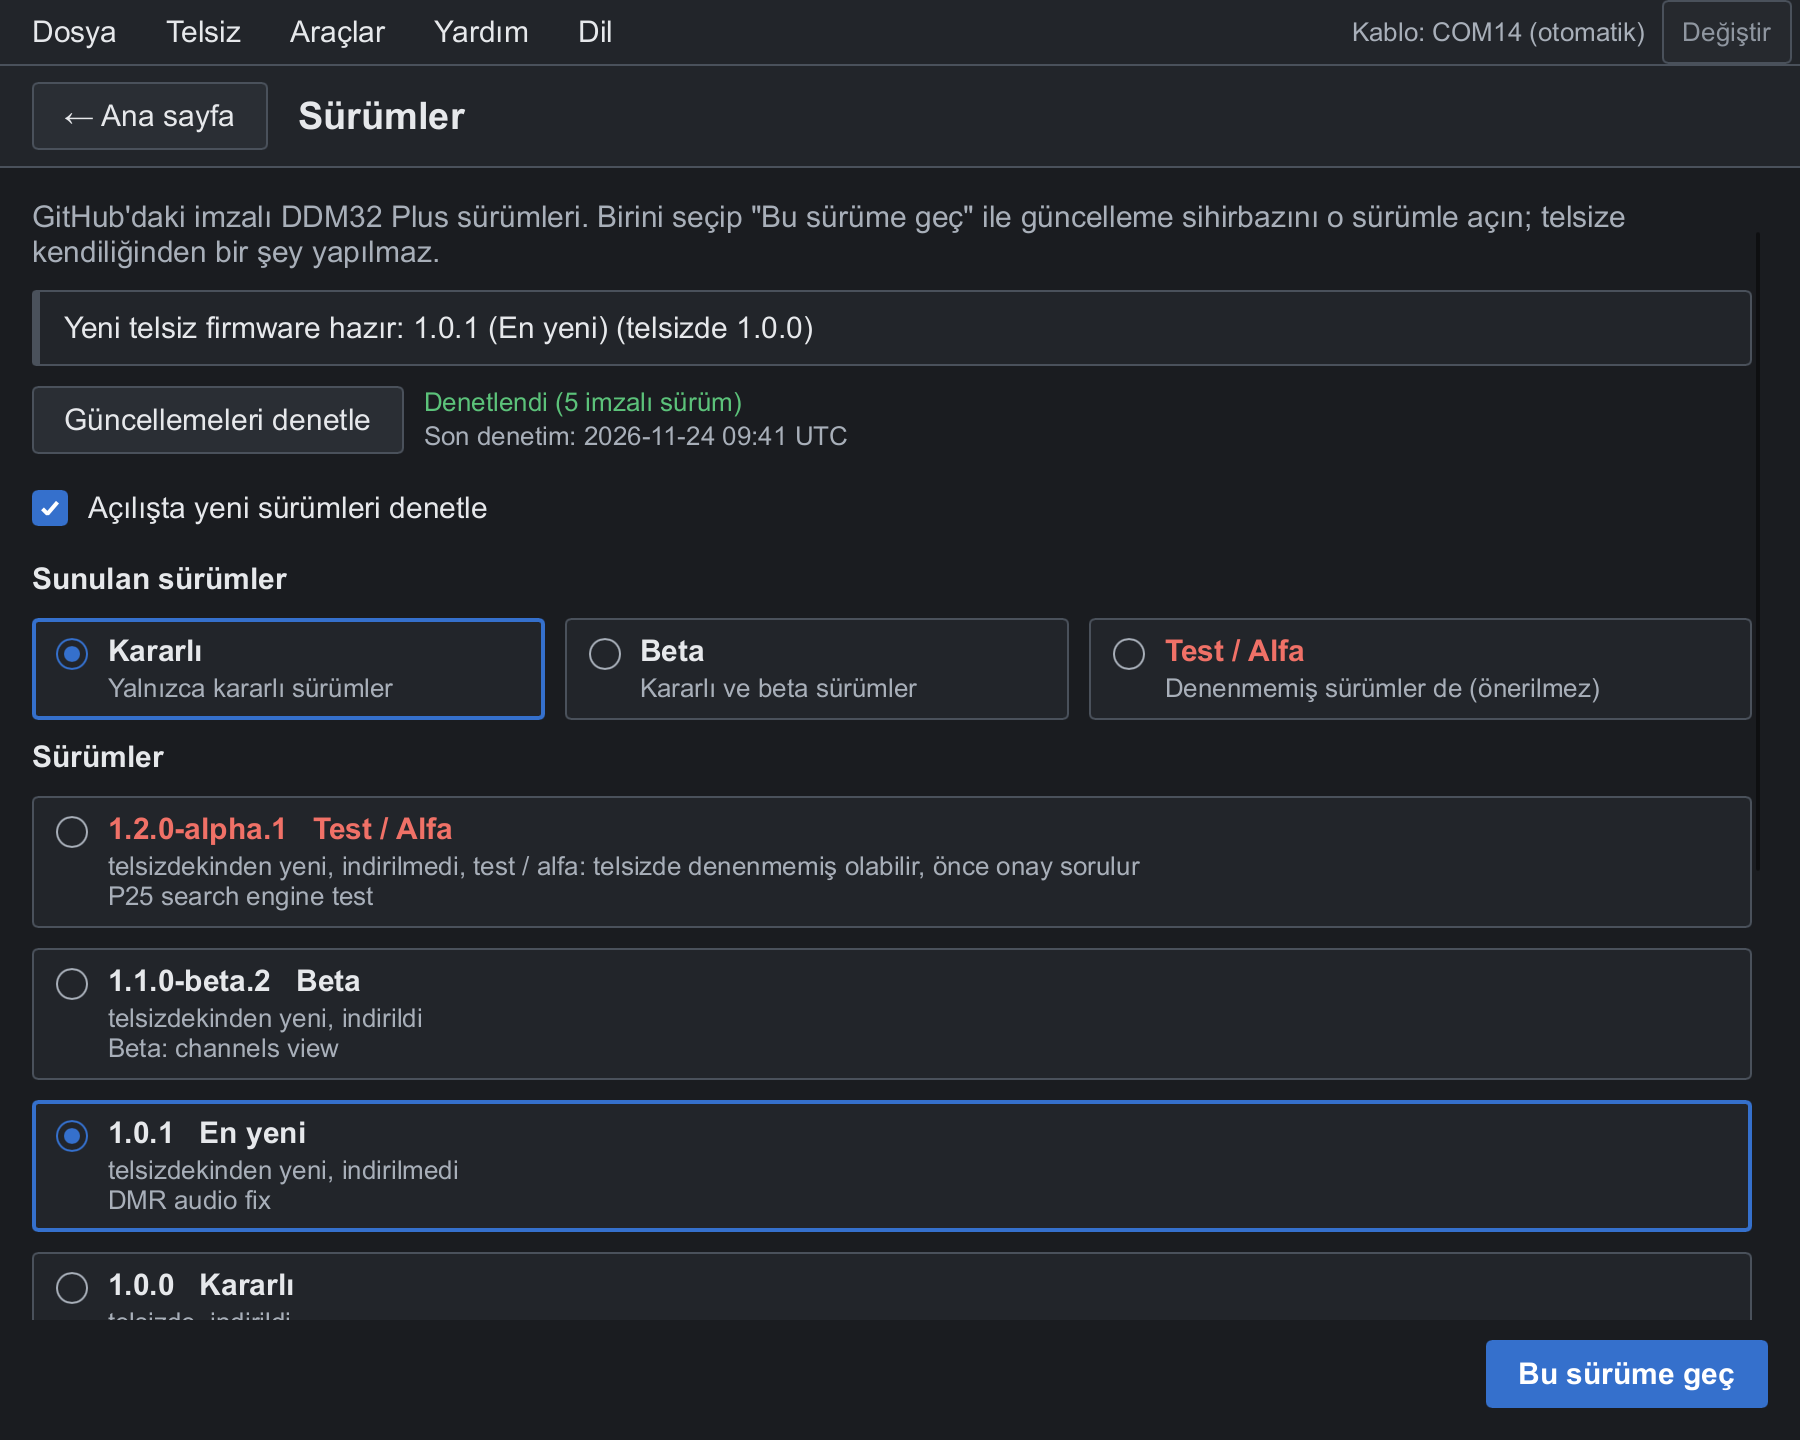 Dosya Telsiz Araçlar Yardım Dil Kablo: COM14 (otomatik) Değiştir
← Ana sayfa Sürümler
GitHub'daki imzalı DDM32 Plus sürümleri. Birini seçip "Bu sürüme geç" ile güncelleme sihirbazını o sürümle açın; telsize
kendiliğinden bir şey yapılmaz.
Yeni telsiz firmware hazır: 1.0.1 (En yeni) (telsizde 1.0.0)
Güncellemeleri denetle
Denetlendi (5 imzalı sürüm)
Son denetim: 2026-11-24 09:41 UTC
Açılışta yeni sürümleri denetle
Sunulan sürümler
Kararlı
Yalnızca kararlı sürümler
Beta
Kararlı ve beta sürümler
Test / Alfa
Denenmemiş sürümler de (önerilmez)
Sürümler
1.2.0-alpha.1 Test / Alfa
telsizdekinden yeni, indirilmedi, test / alfa: telsizde denenmemiş olabilir, önce onay sorulur
P25 search engine test
1.1.0-beta.2 Beta
telsizdekinden yeni, indirildi
Beta: channels view
1.0.1 En yeni
telsizdekinden yeni, indirilmedi
DMR audio fix
1.0.0 Kararlı
telsizde, indirildi
Bu sürüme geç